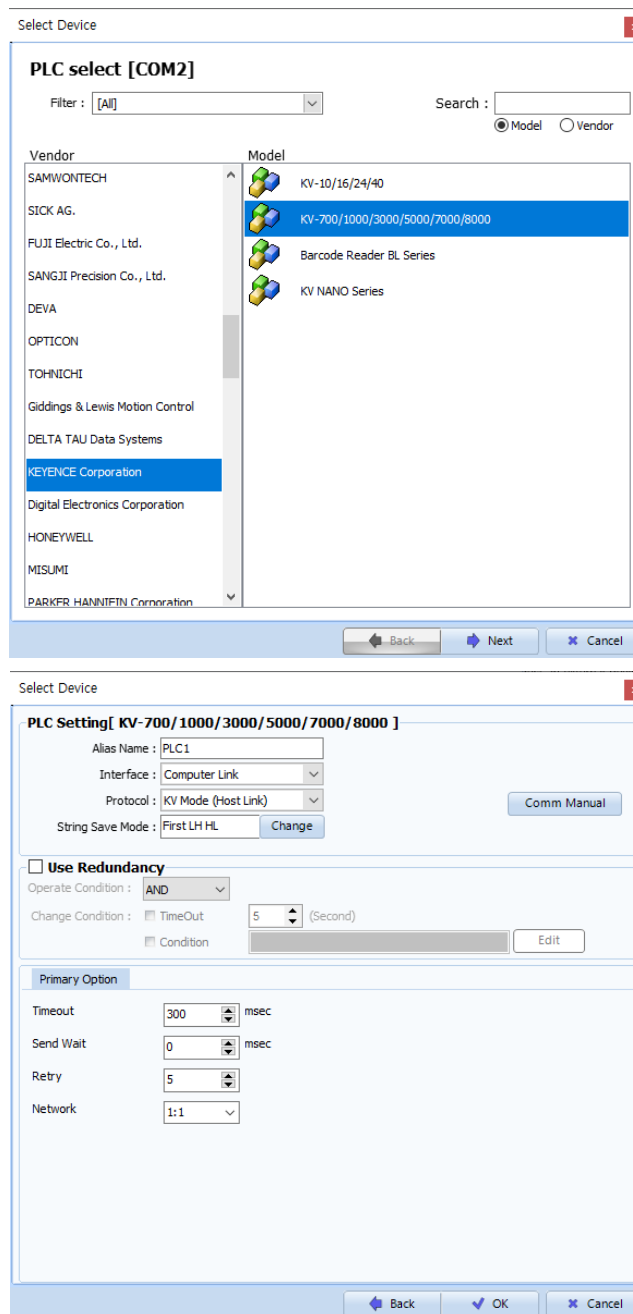 Select Device
PLC select [COM2]
Filter : [All]
Search :
Model Vendor
Vendor
SAMWONTECH
SICK AG.
FUJI Electric Co., Ltd.
SANGJI Precision Co., Ltd.
DEVA
OPTICON
TOHNICHI
Giddings & Lewis Motion Control
DELTA TAU Data Systems
KEYENCE Corporation
Digital Electronics Corporation
HONEYWELL
MISUMI
PARKER HANNIFIN Corporation
Model
KV-10/16/24/40
KV-700/1000/3000/5000/7000/8000
Barcode Reader BL Series
KV NANO Series
Back Next Cancel
Select Device
PLC Setting[ KV-700/1000/3000/5000/7000/8000 ]
Alias Name : PLC1
Interface : Computer Link
Protocol : KV Mode (Host Link)
Comm Manual
String Save Mode : First LH HL Change
Use Redundancy
Operate Condition : AND
Change Condition : TimeOut 5 (Second)
Condition Edit
Primary Option
Timeout 300 msec
Send Wait 0 msec
Retry 5
Network 1:1
Back OK Cancel